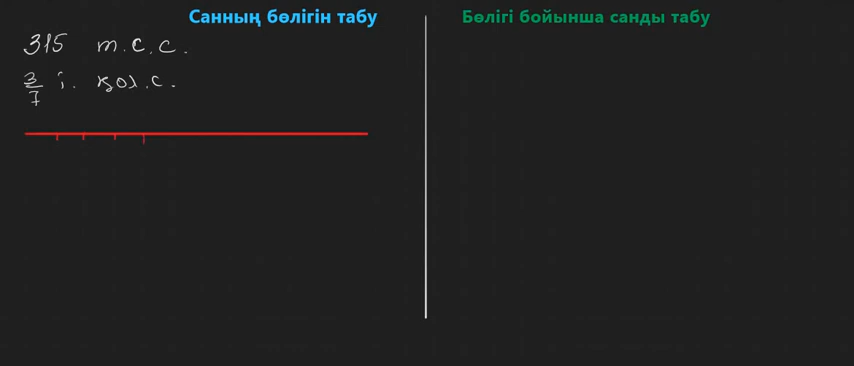 Санның бөлігін табу
315 т.с.с.
3/7 і. қол.с.
Бөлігі бойынша санды табу